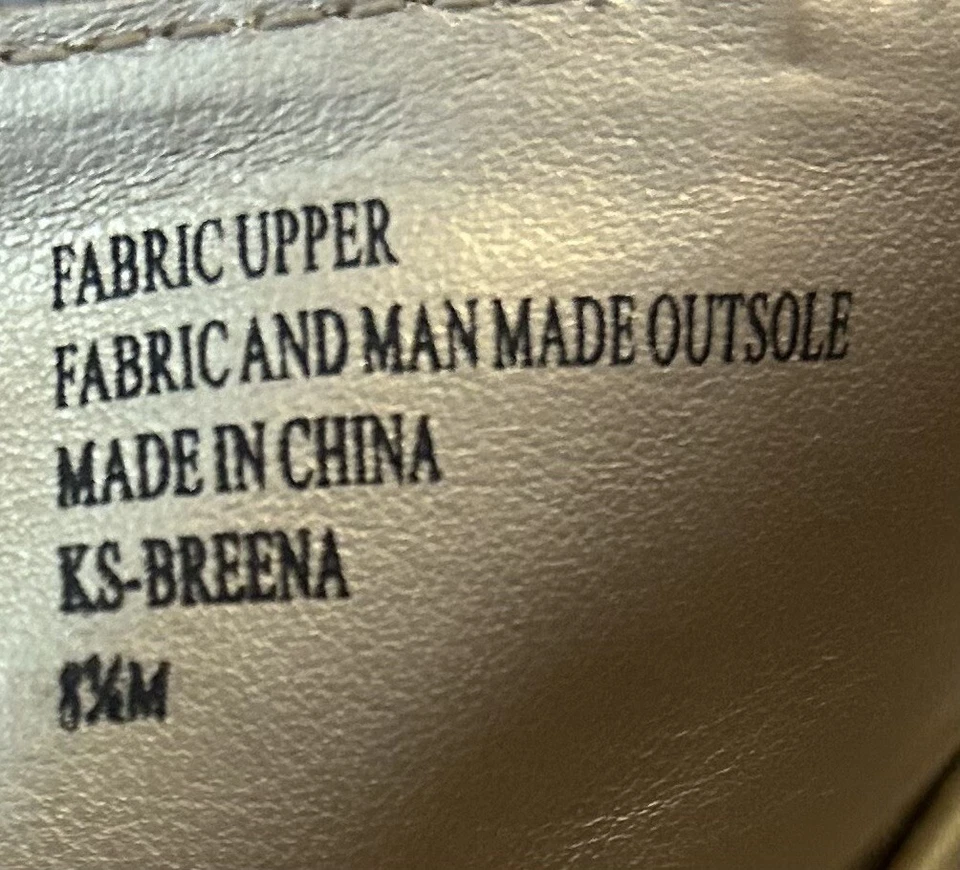 FABRIC UPPER
FABRIC AND MAN MADE OUTSOLE
MADE IN CHINA
KS-BREENA
8½M